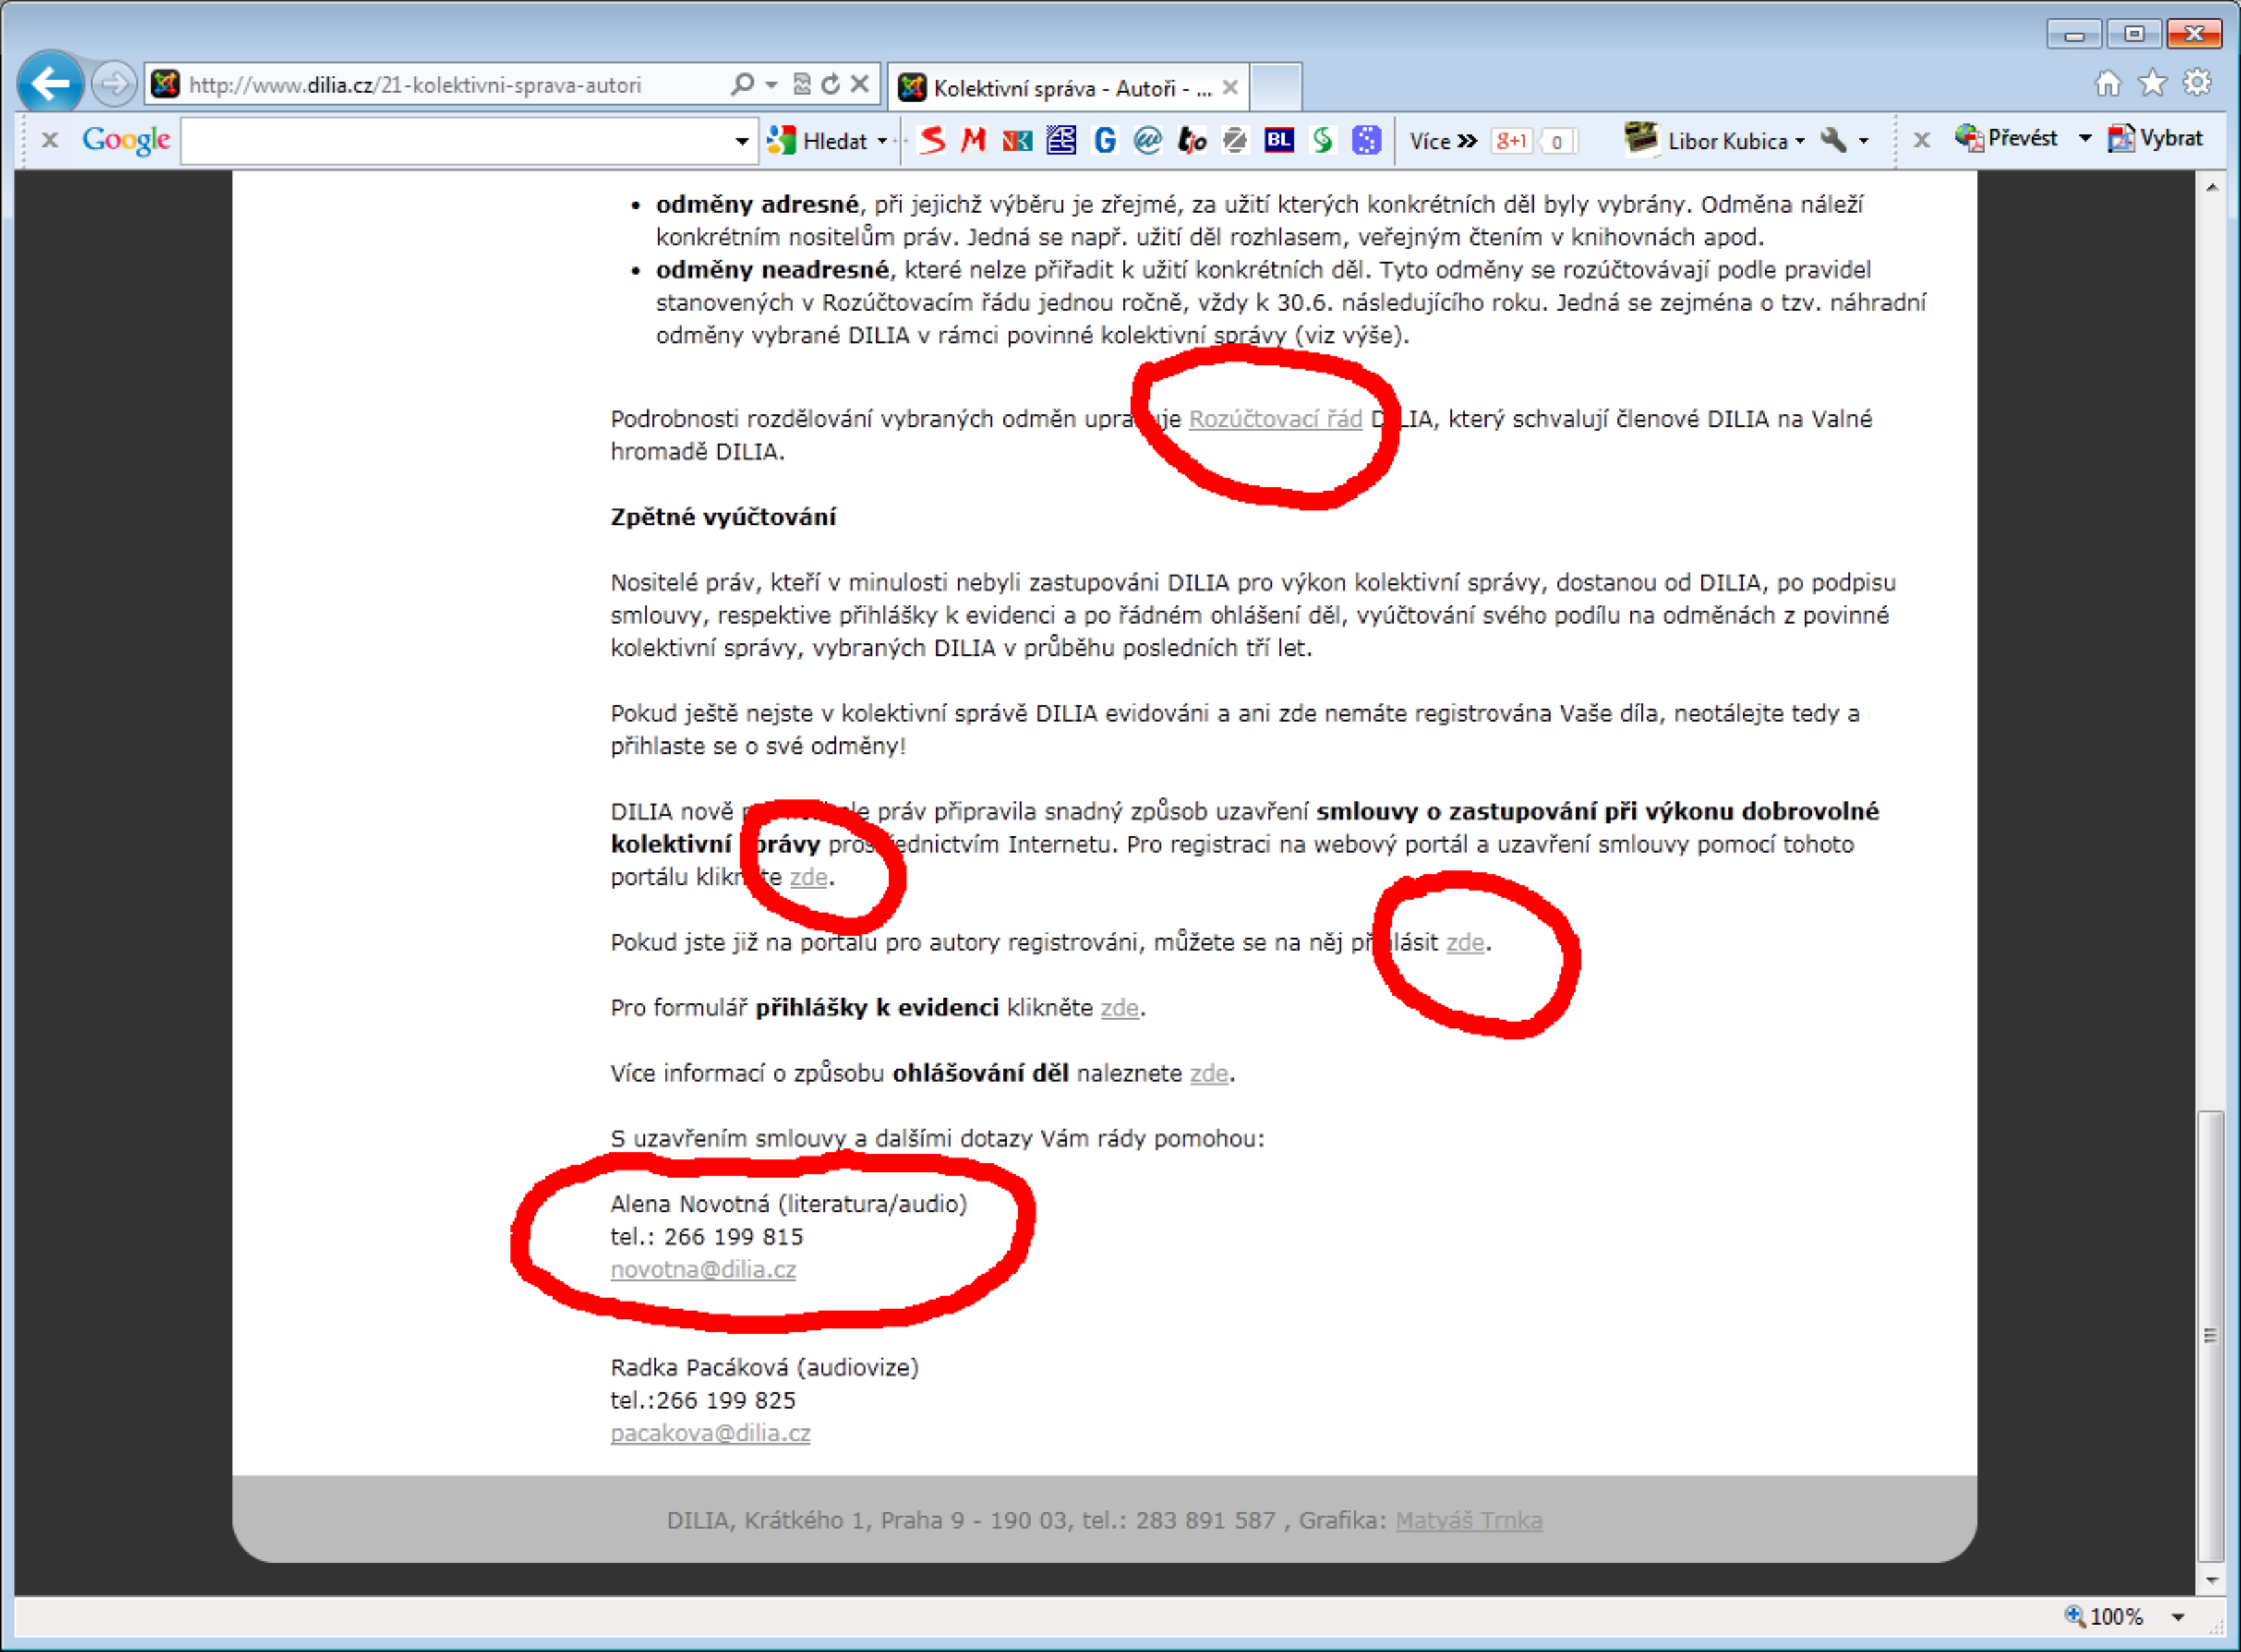 http://www.dilia.cz/21-kolektivni-sprava-autori
Kolektivní správa - Autoři - ...
Google
Hledat
Více
g+1
0
Libor Kubica
Převést
Vybrat
• odměny adresné, při jejichž výběru je zřejmé, za užití kterých konkrétních děl byly vybrány. Odměna náleží
konkrétním nositelům práv. Jedná se např. užití děl rozhlasem, veřejným čtením v knihovnách apod.
• odměny neadresné, které nelze přiřadit k užití konkrétních děl. Tyto odměny se rozúčtovávají podle pravidel
stanovených v Rozúčtovacím řádu jednou ročně, vždy k 30.6. následujícího roku. Jedná se zejména o tzv. náhradní
odměny vybrané DILIA v rámci povinné kolektivní správy (viz výše).
Podrobnosti rozdělování vybraných odměn upravuje Rozúčtovací řád DILIA, který schvalují členové DILIA na Valné
hromadě DILIA.
Zpětné vyúčtování
Nositelé práv, kteří v minulosti nebyli zastupováni DILIA pro výkon kolektivní správy, dostanou od DILIA, po podpisu
smlouvy, respektive přihlášky k evidenci a po řádném ohlášení děl, vyúčtování svého podílu na odměnách z povinné
kolektivní správy, vybraných DILIA v průběhu posledních tří let.
Pokud ještě nejste v kolektivní správě DILIA evidováni a ani zde nemáte registrována Vaše díla, neotálejte tedy a
přihlaste se o své odměny!
DILIA nově práv připravila snadný způsob uzavření smlouvy o zastupování při výkonu dobrovolné
kolektivní správy prostřednictvím Internetu. Pro registraci na webový portál a uzavření smlouvy pomocí tohoto
portálu klikněte zde.
Pokud jste již na portálu pro autory registrováni, můžete se na něj přihlásit zde.
Pro formulář přihlášky k evidenci klikněte zde.
Více informací o způsobu ohlášování děl naleznete zde.
S uzavřením smlouvy a dalšími dotazy Vám rády pomohou:
Alena Novotná (literatura/audio)
tel.: 266 199 815
novotna@dilia.cz
Radka Pacáková (audiovize)
tel.:266 199 825
pacakova@dilia.cz
DILIA, Krátkého 1, Praha 9 - 190 03, tel.: 283 891 587 , Grafika: Matyáš Trnka
100%